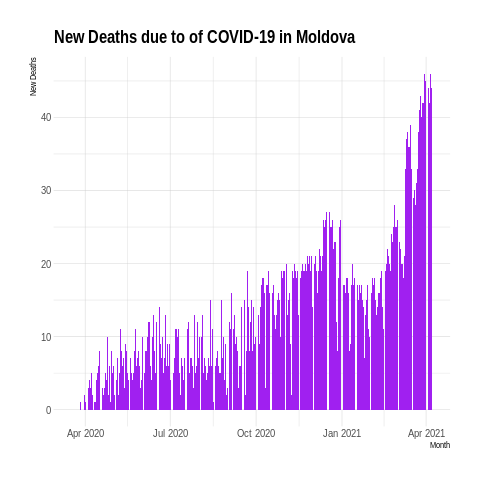 New Deaths due to of COVID-19 in Moldova
New Deaths
40
30
20
10
0
Apr 2020 Jul 2020 Oct 2020 Jan 2021 Apr 2021
Month